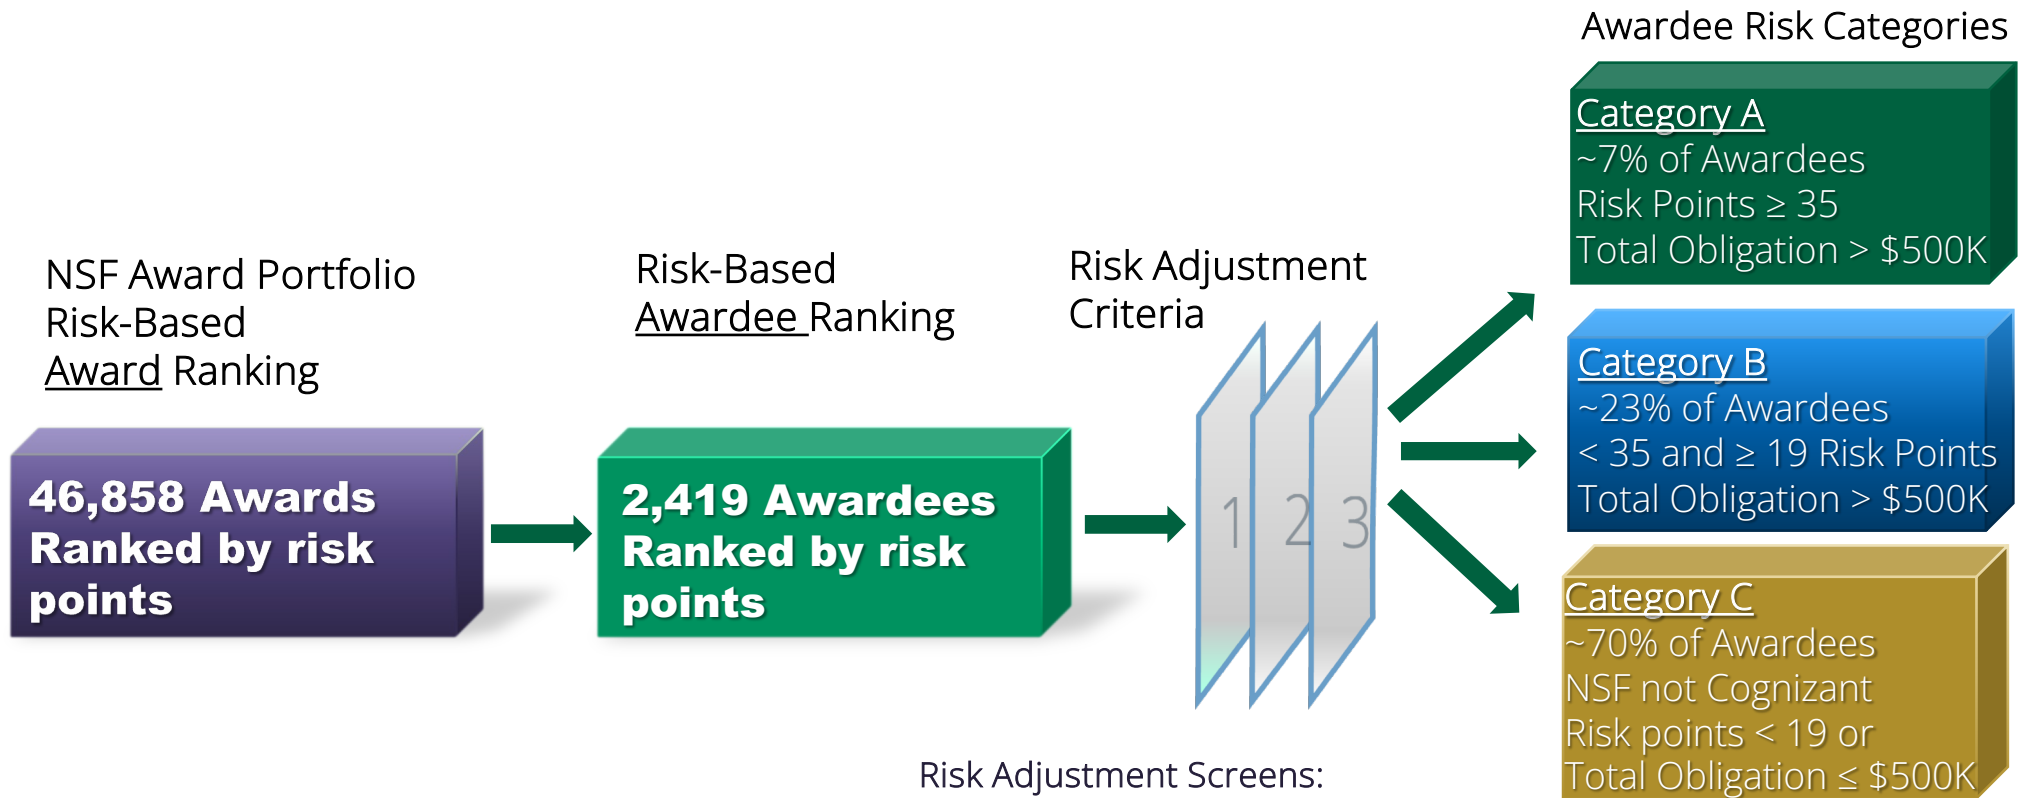 NSF Award Portfolio
Risk-Based
Award Ranking
46,858 Awards
Ranked by risk
points
Risk-Based
Awardee Ranking
2,419 Awardees
Ranked by risk
points
Risk Adjustment
Criteria
1
2
3
Risk Adjustment Screens:
Awardee Risk Categories
Category A
~7% of Awardees
Risk Points ≥ 35
Total Obligation > $500K
Category B
~23% of Awardees
< 35 and ≥ 19 Risk Points
Total Obligation > $500K
Category C
~70% of Awardees
NSF not Cognizant
Risk points < 19 or
Total Obligation ≤ $500K